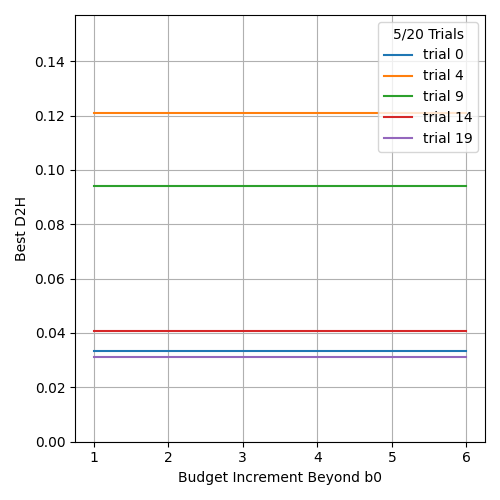 5/20 Trials
trial 0
trial 4
trial 9
trial 14
trial 19
0.14
0.12
0.10
0.08
0.06
0.04
0.02
0.00
Best D2H
1 2 3 4 5 6
Budget Increment Beyond b0